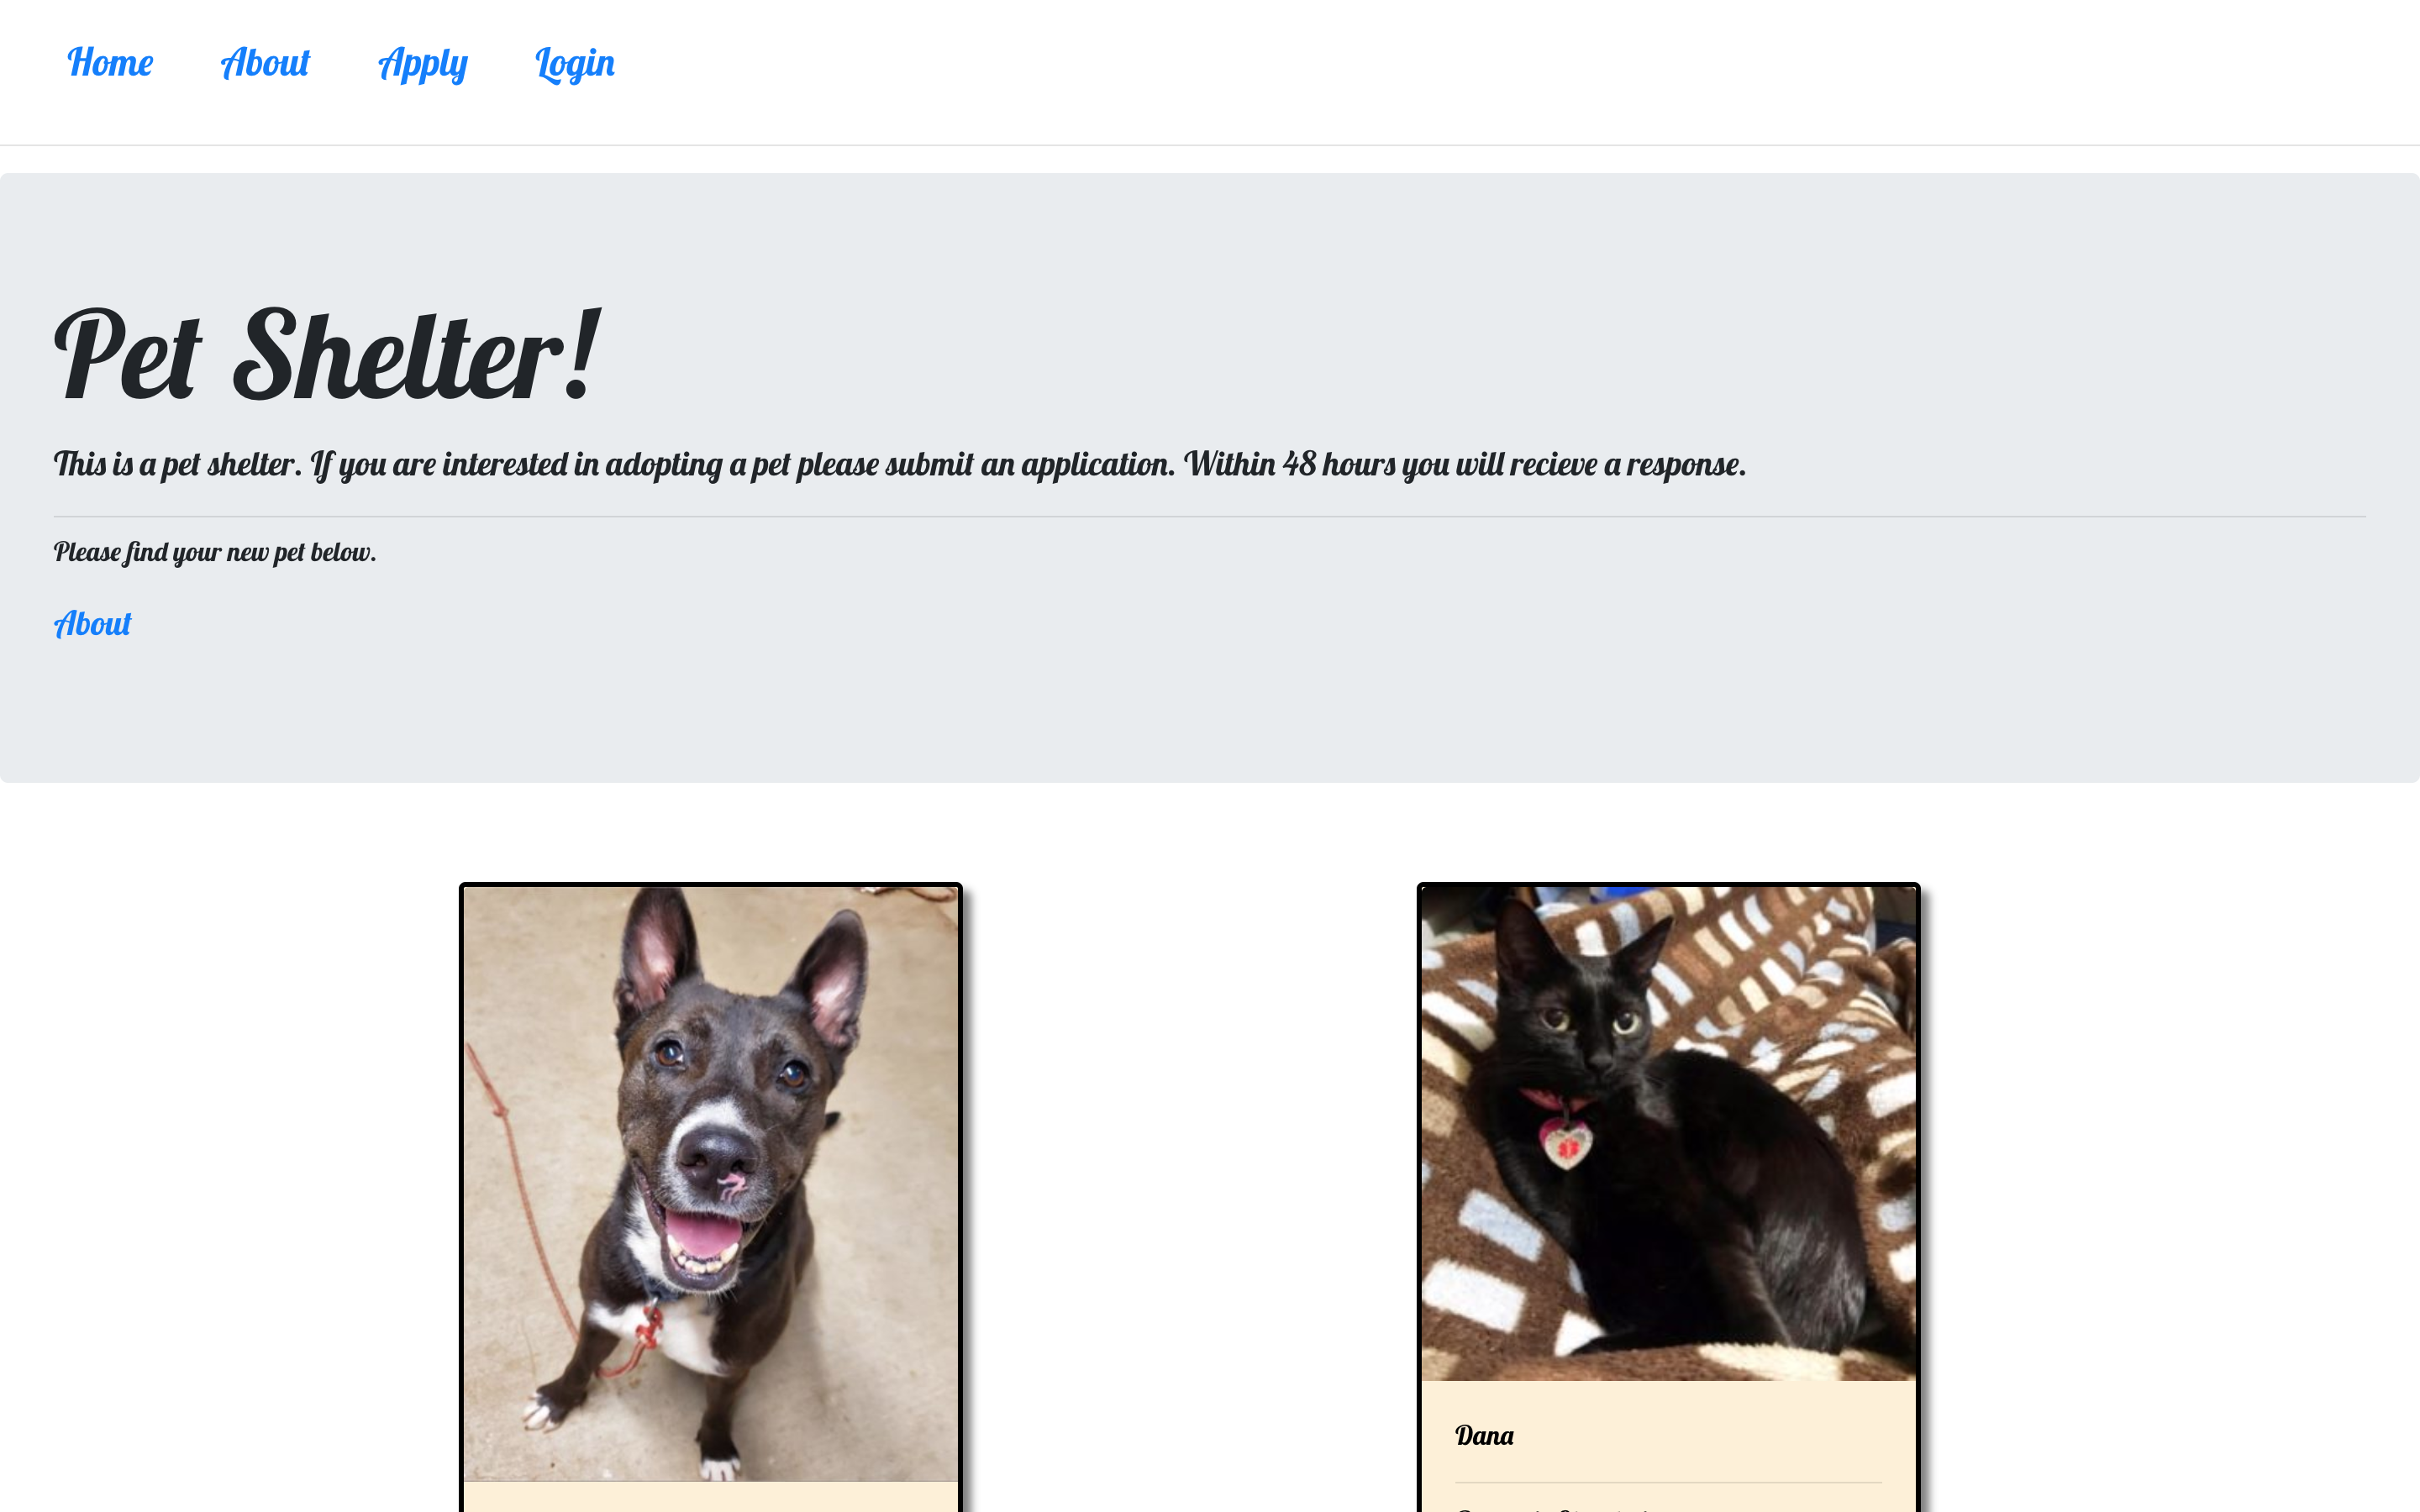 Home About Apply Login
Pet Shelter!
This is a pet shelter. If you are interested in adopting a pet please submit an application. Within 48 hours you will recieve a response.
Please find your new pet below.
About
Dana